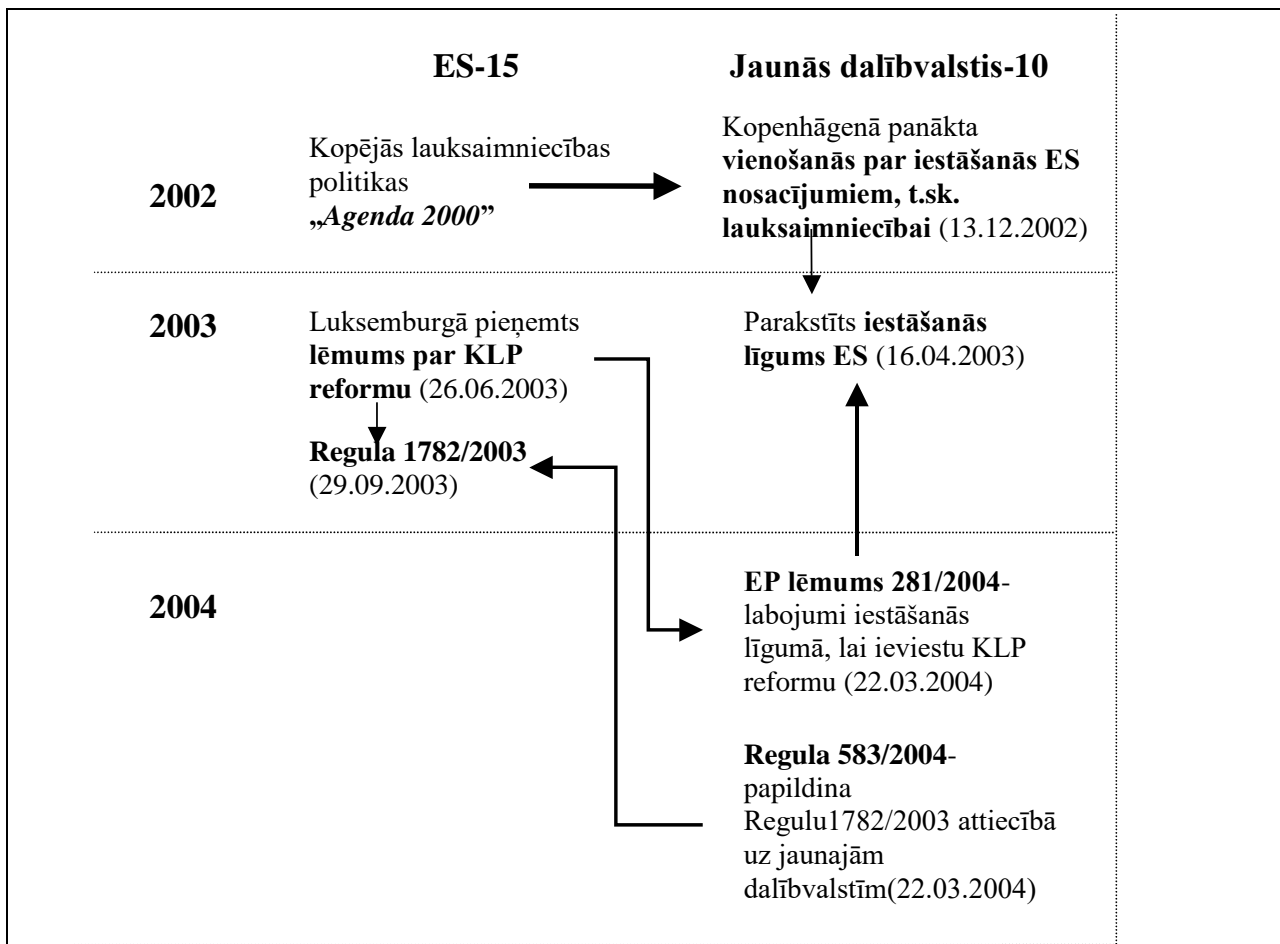 ES-15
Jaunās dalībvalstis-10
2002
Kopējās lauksaimniecības
politikas
„Agenda 2000”
Kopenhāgenā panākta
vienošanās par iestāšanās ES
nosacījumiem, t.sk.
lauksaimniecībai (13.12.2002)
2003
Luksemburgā pieņemts
lēmums par KLP
reformu (26.06.2003)
Regula 1782/2003
(29.09.2003)
Parakstīts iestāšanās
līgums ES (16.04.2003)
2004
EP lēmums 281/2004-
labojumi iestāšanās
līgumā, lai ieviestu KLP
reformu (22.03.2004)
Regula 583/2004-
papildina
Regulu1782/2003 attiecībā
uz jaunajām
dalībvalstīm(22.03.2004)